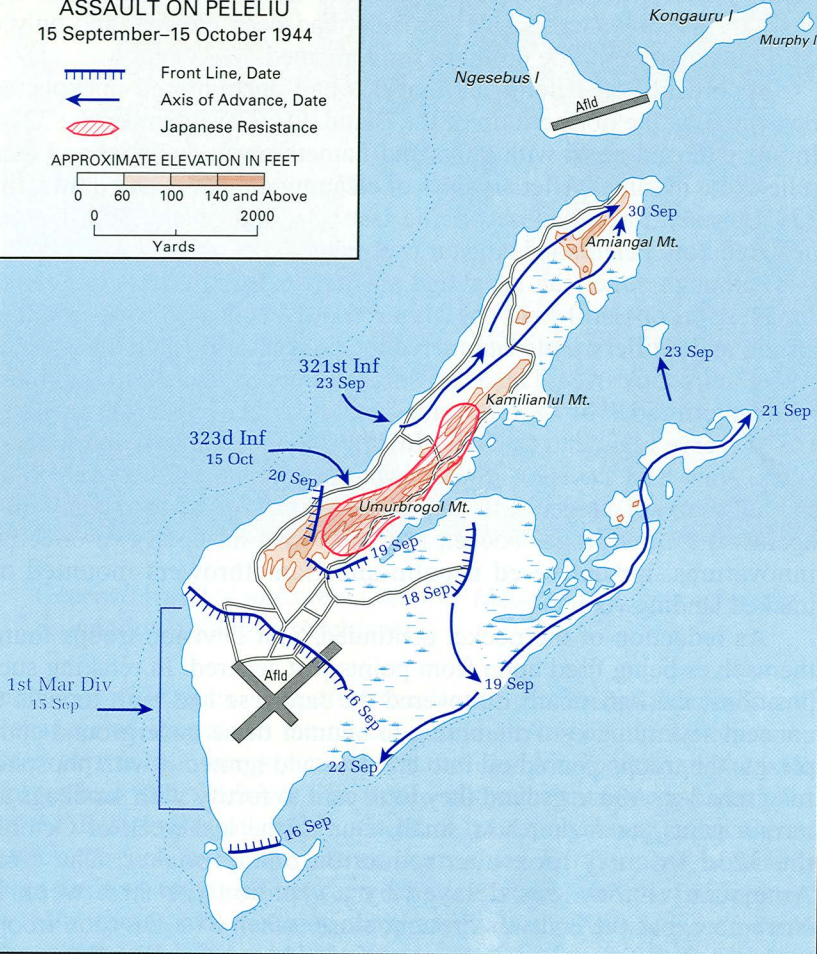 ASSAULT ON PELELIU
15 September–15 October 1944
Front Line, Date
Axis of Advance, Date
Japanese Resistance
APPROXIMATE ELEVATION IN FEET
0 60 100 140 and Above
0 2000
Yards
Kongauru I
Murphy I
Ngesebus I
Afld
30 Sep
Amiangal Mt.
23 Sep
321st Inf
23 Sep
Kamilianlul Mt.
21 Sep
323d Inf
15 Oct
20 Sep
Umurbrogol Mt.
19 Sep
18 Sep
Afld
1st Mar Div
15 Sep
16 Sep
19 Sep
22 Sep
16 Sep